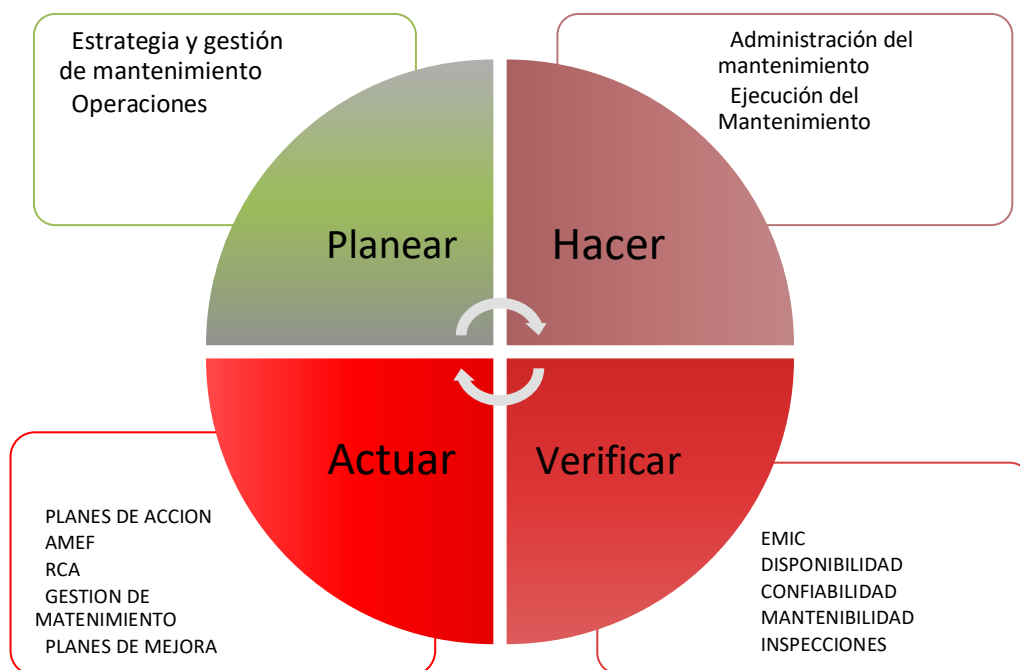 Estrategia y gestión
de mantenimiento
Operaciones
Administración del
mantenimiento
Ejecución del
Mantenimiento
Planear
Hacer
Actuar
Verificar
PLANES DE ACCION
AMEF
RCA
GESTION DE
MATENIMIENTO
PLANES DE MEJORA
EMIC
DISPONIBILIDAD
CONFIABILIDAD
MANTENIBILIDAD
INSPECCIONES